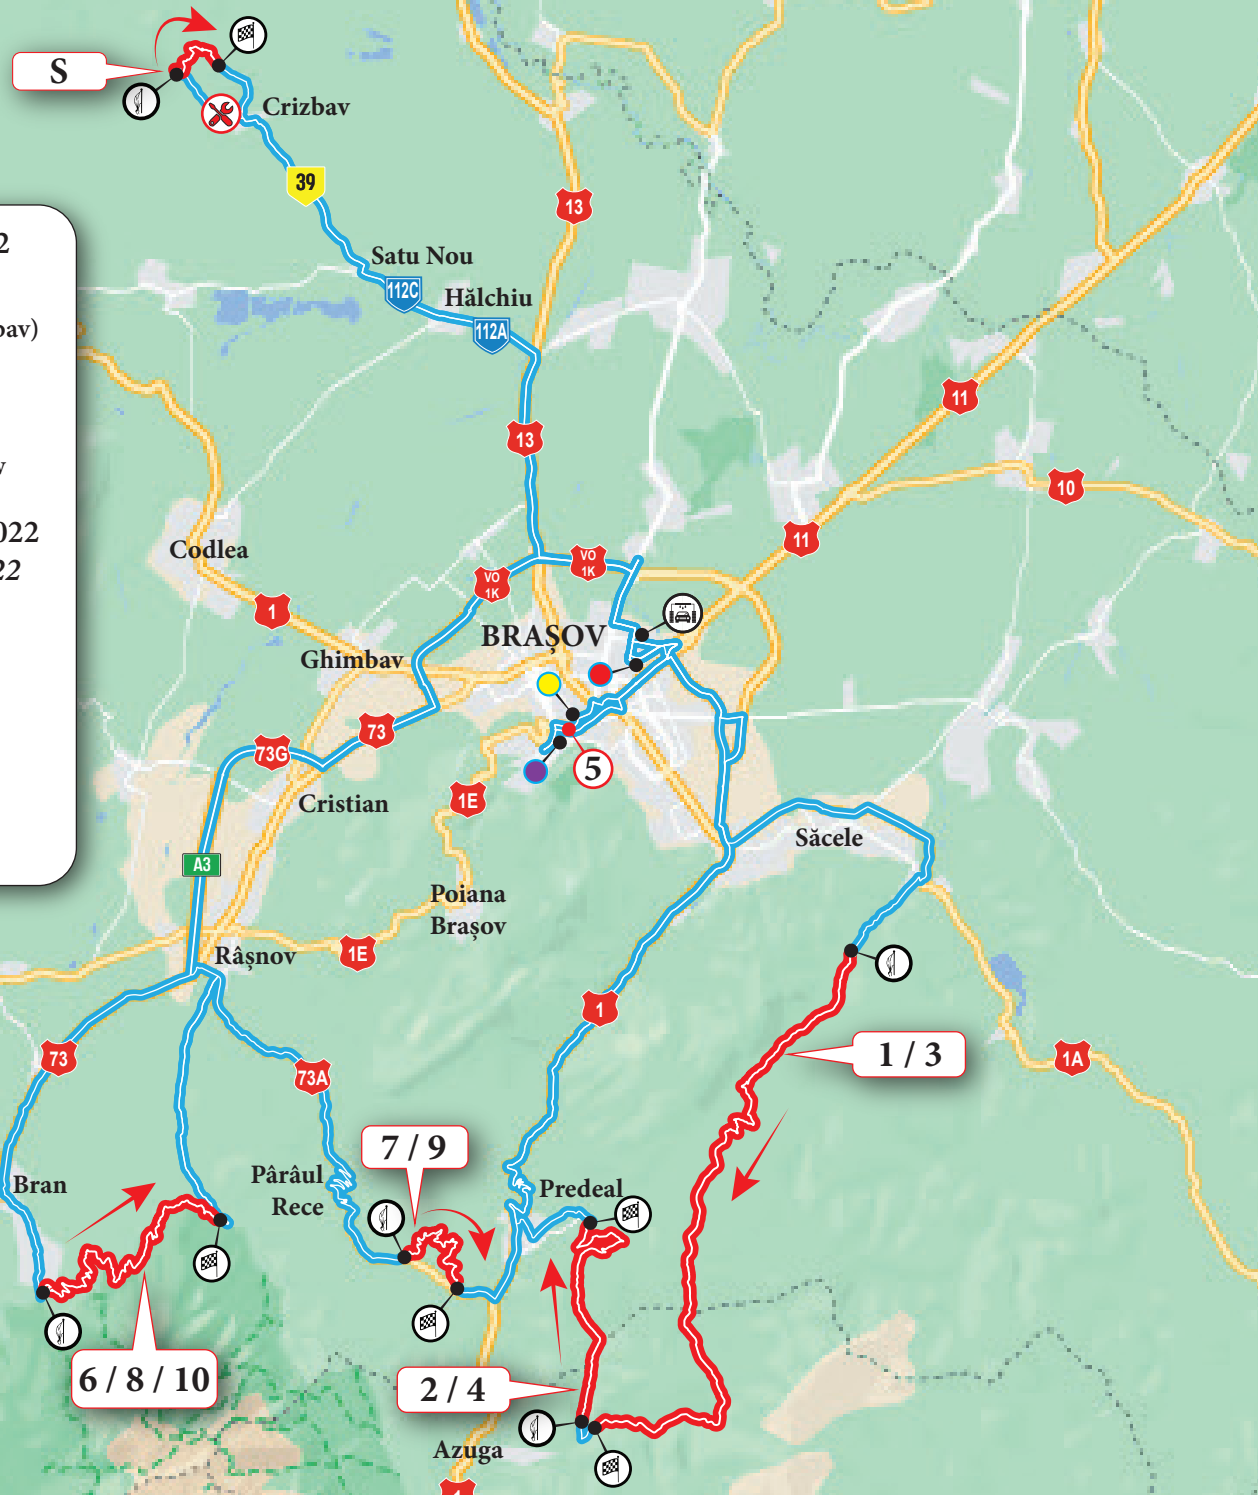 S
Crizbav
39
13
2
Satu Nou
112C
Hălchiu
bav)
112A
11
13
10
v
11
022
Codlea
VO
1K
VO
1K
22
1
BRAȘOV
Ghimbav
73
73G
5
1E
Cristian
Săcele
A3
Poiana
Brașov
Râșnov
1E
1
1 / 3
73
1A
73A
7 / 9
Pârâul
Rece
Bran
Predeal
6 / 8 / 10
2 / 4
Azuga
1